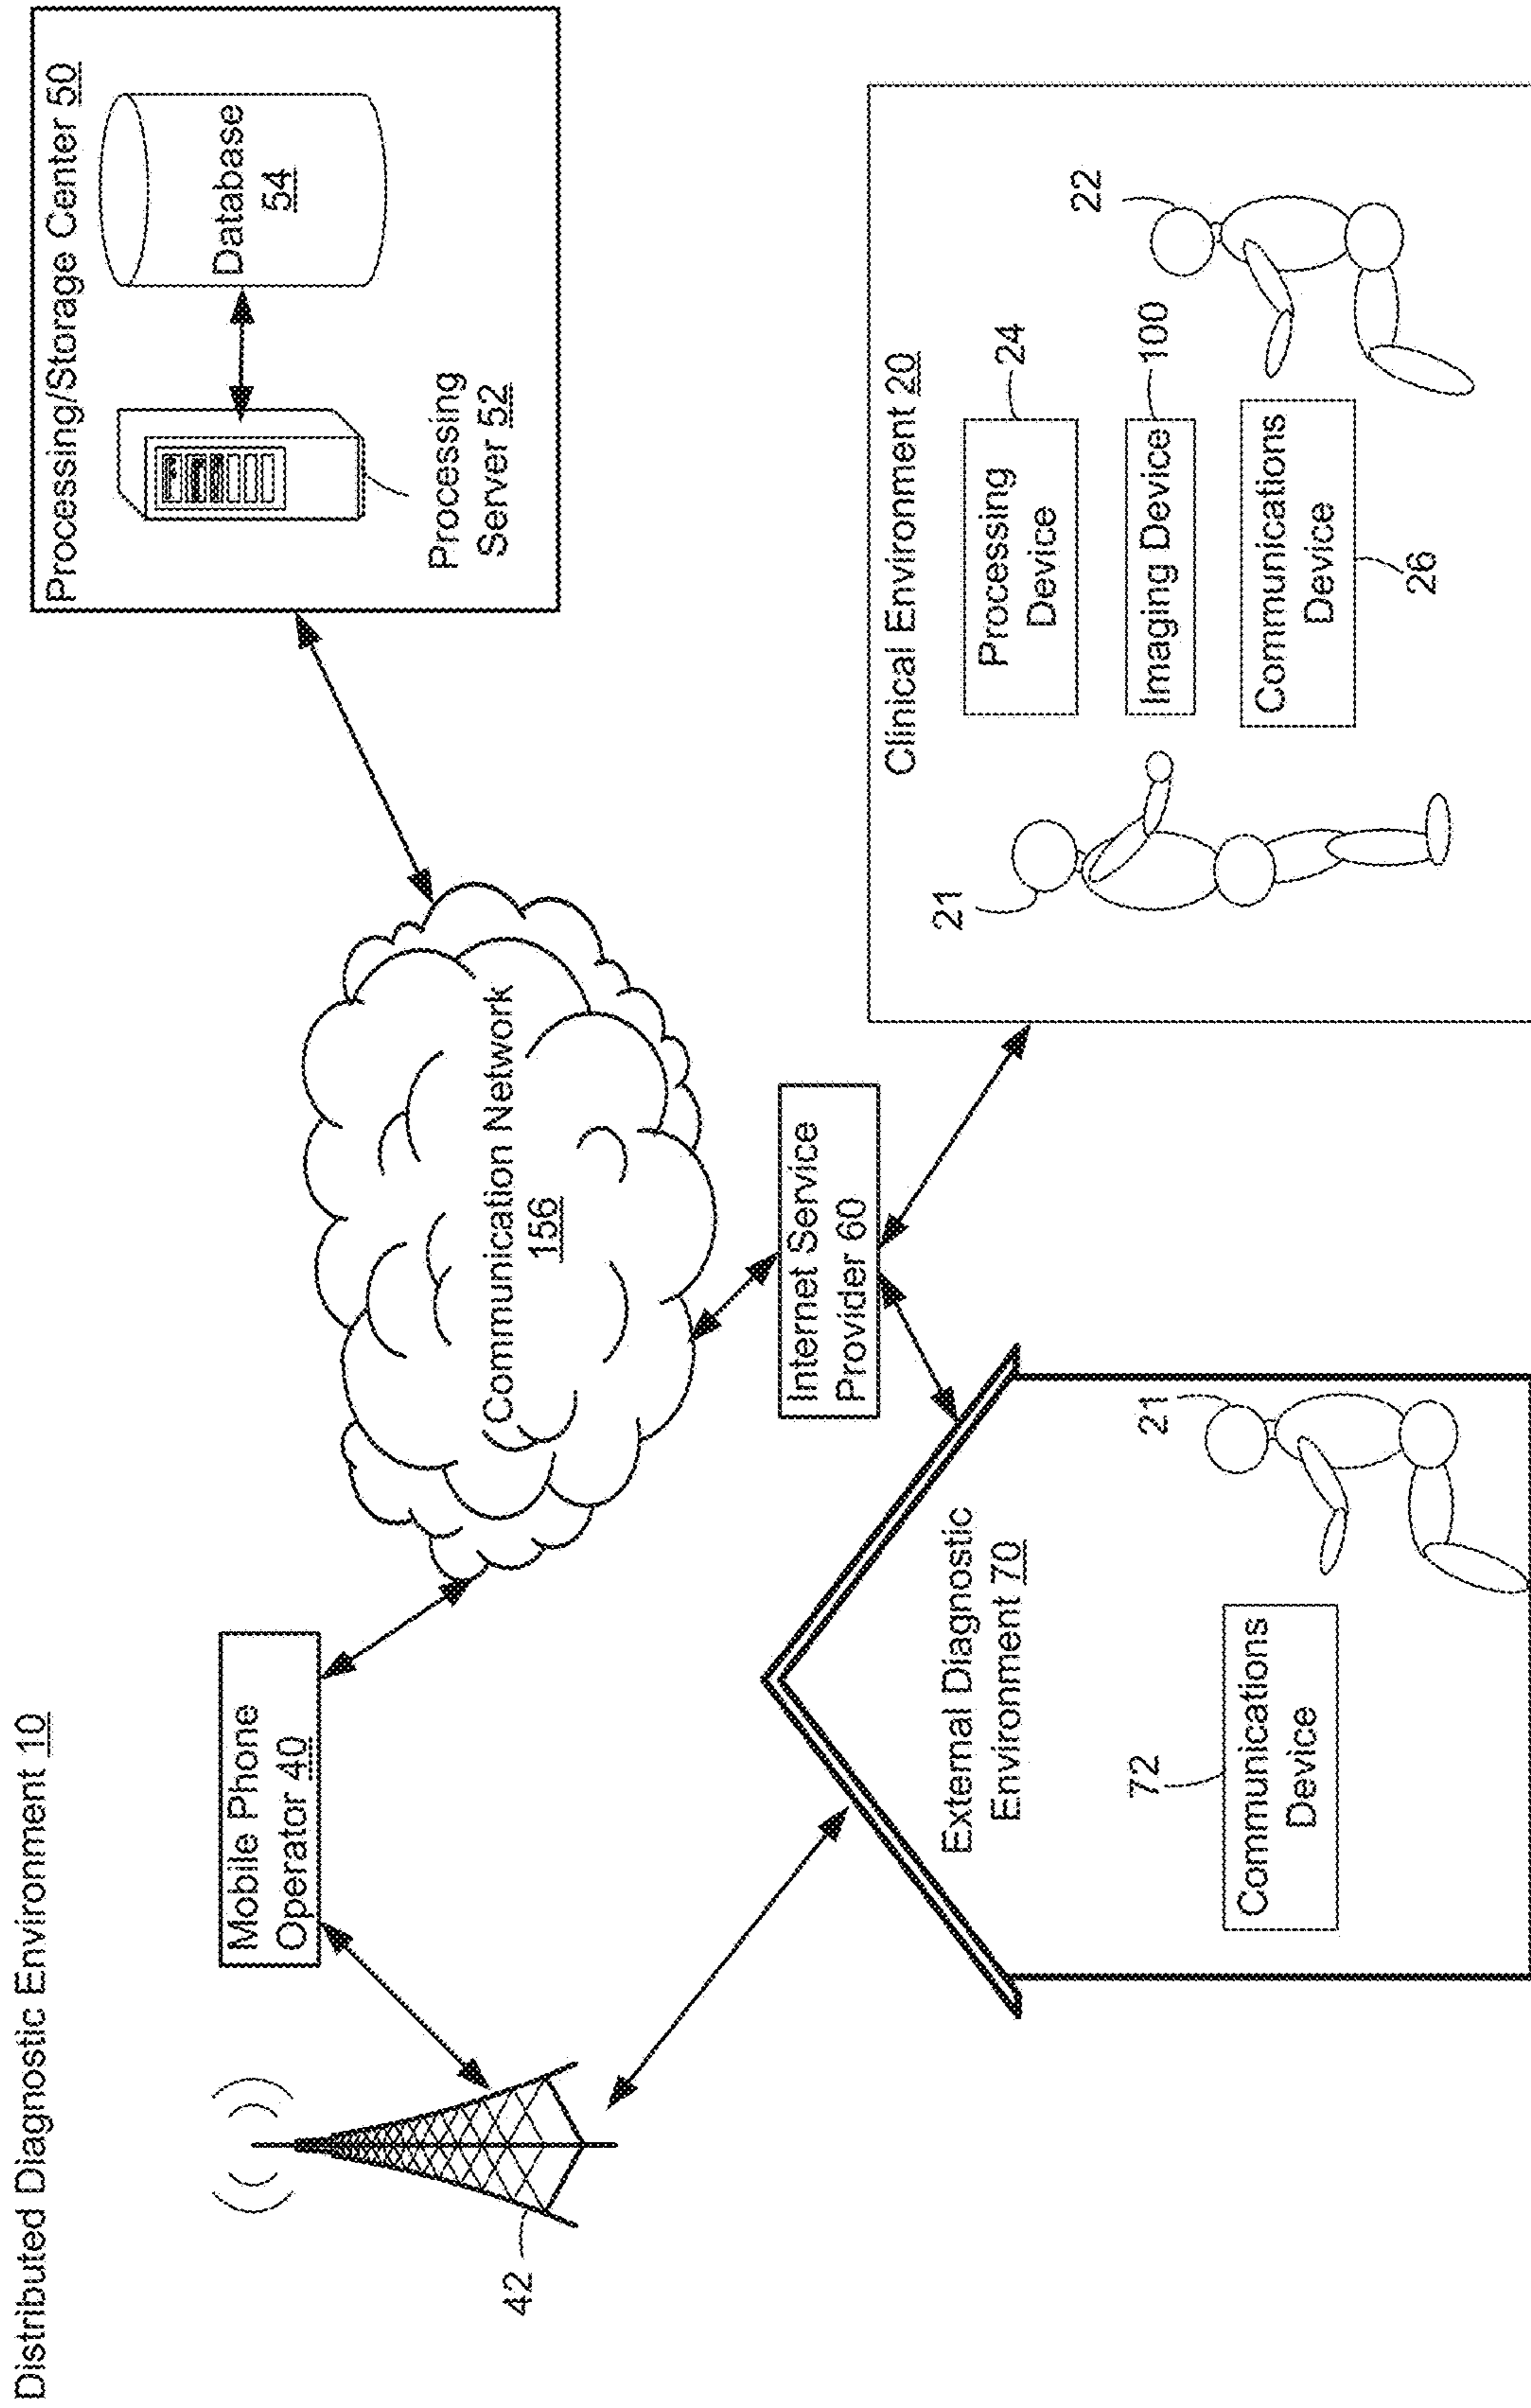 Distributed Diagnostic Environment 10
Mobile Phone
Operator 40
42
Communication Network
156
Processing/Storage Center 50
Database
54
Processing
Server 52
Internet Service
Provider 60
External Diagnostic
Environment 70
72
Communications
Device
21
Clinical Environment 20
21
Processing
Device
24
Imaging Device
100
Communications
Device
26
22